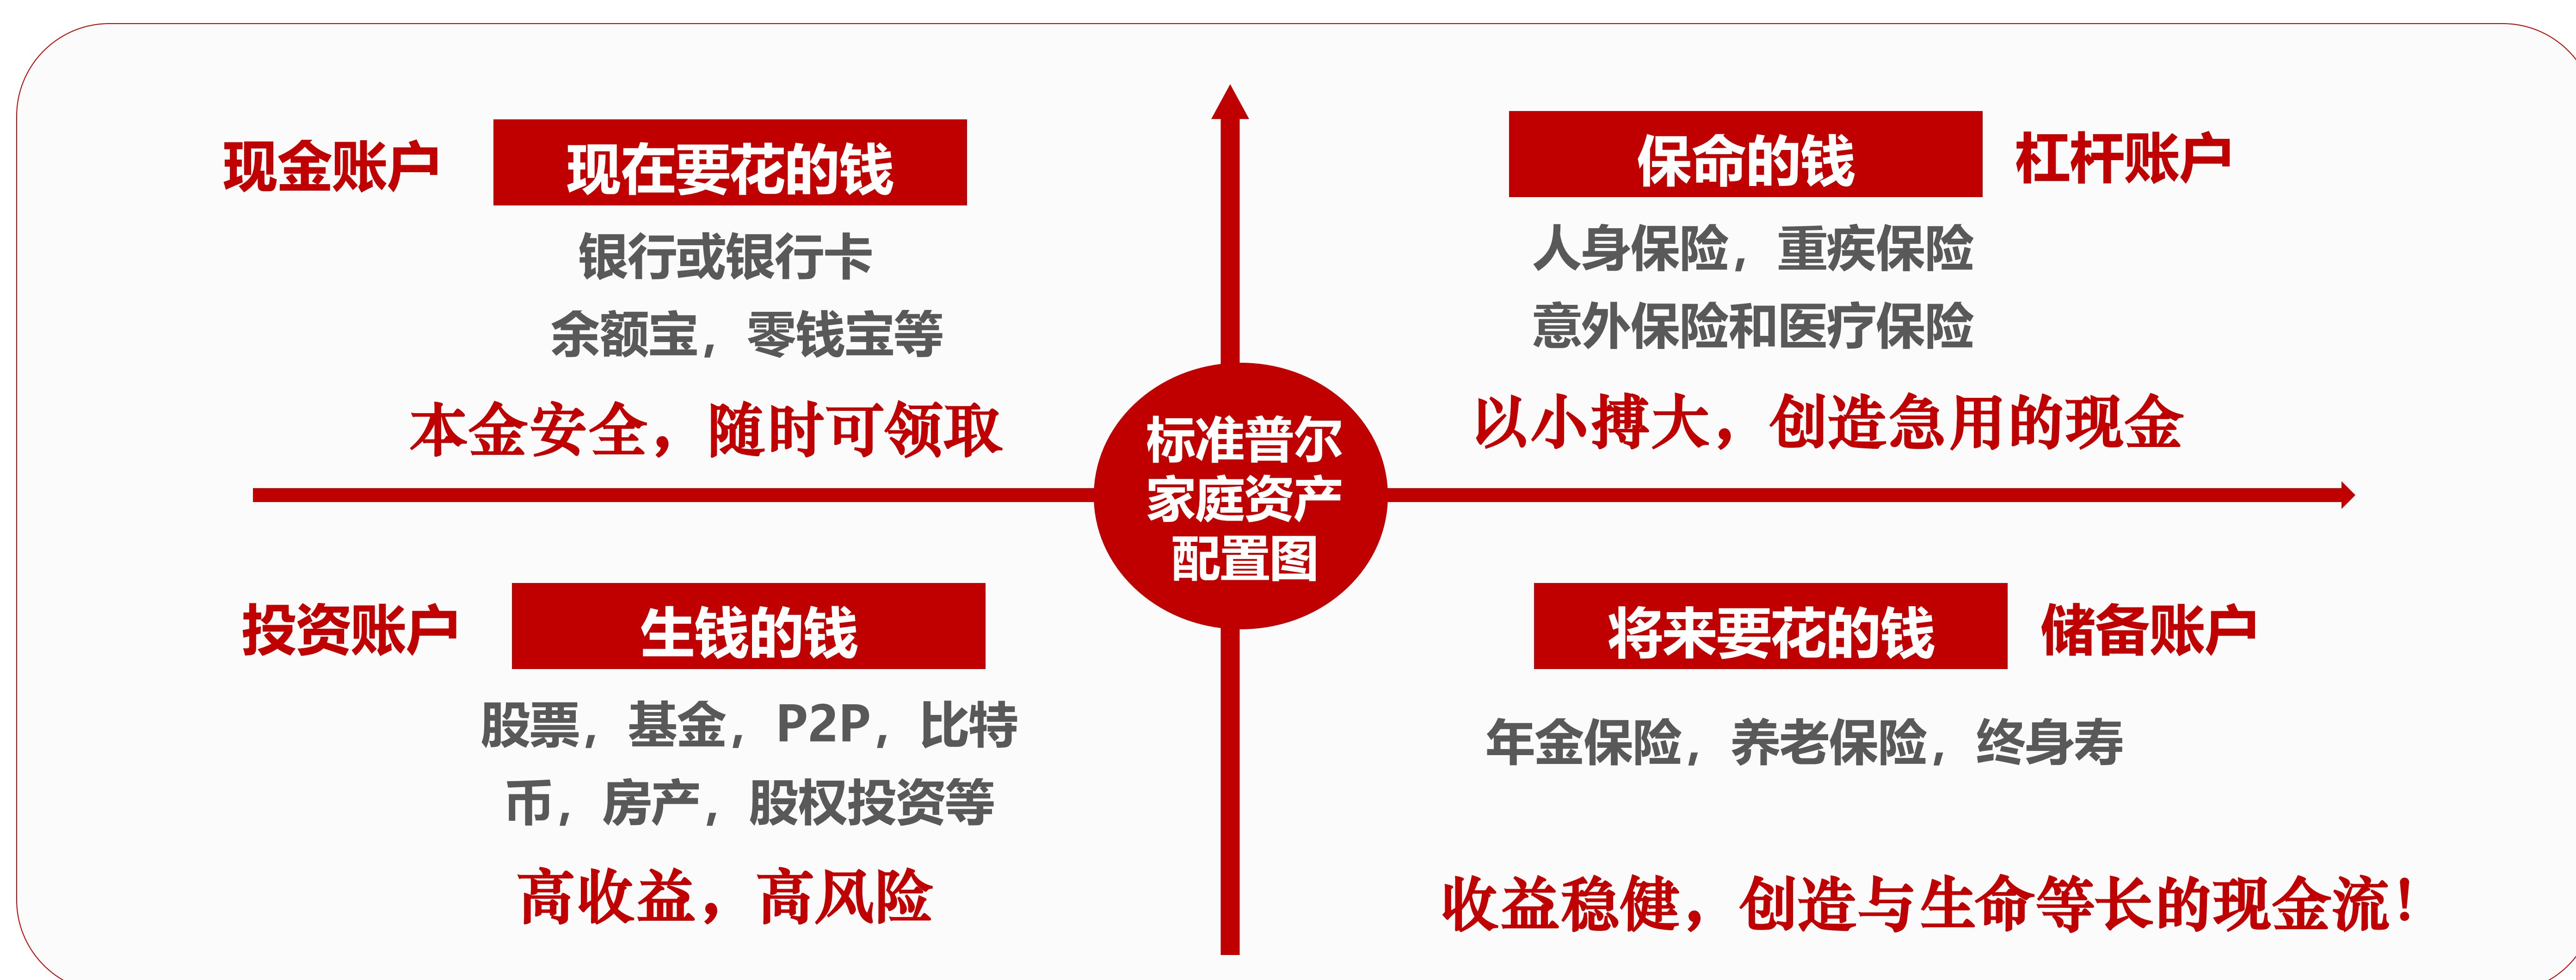 现金账户
现在要花的钱
银行或银行卡
余额宝，零钱宝等
本金安全，随时可领取
保命的钱
杠杆账户
人身保险，重疾保险
意外保险和医疗保险
以小搏大，创造急用的现金
标准普尔
家庭资产
配置图
投资账户
生钱的钱
股票，基金，P2P，比特
币，房产，股权投资等
高收益，高风险
将来要花的钱
储备账户
年金保险，养老保险，终身寿
收益稳健，创造与生命等长的现金流！